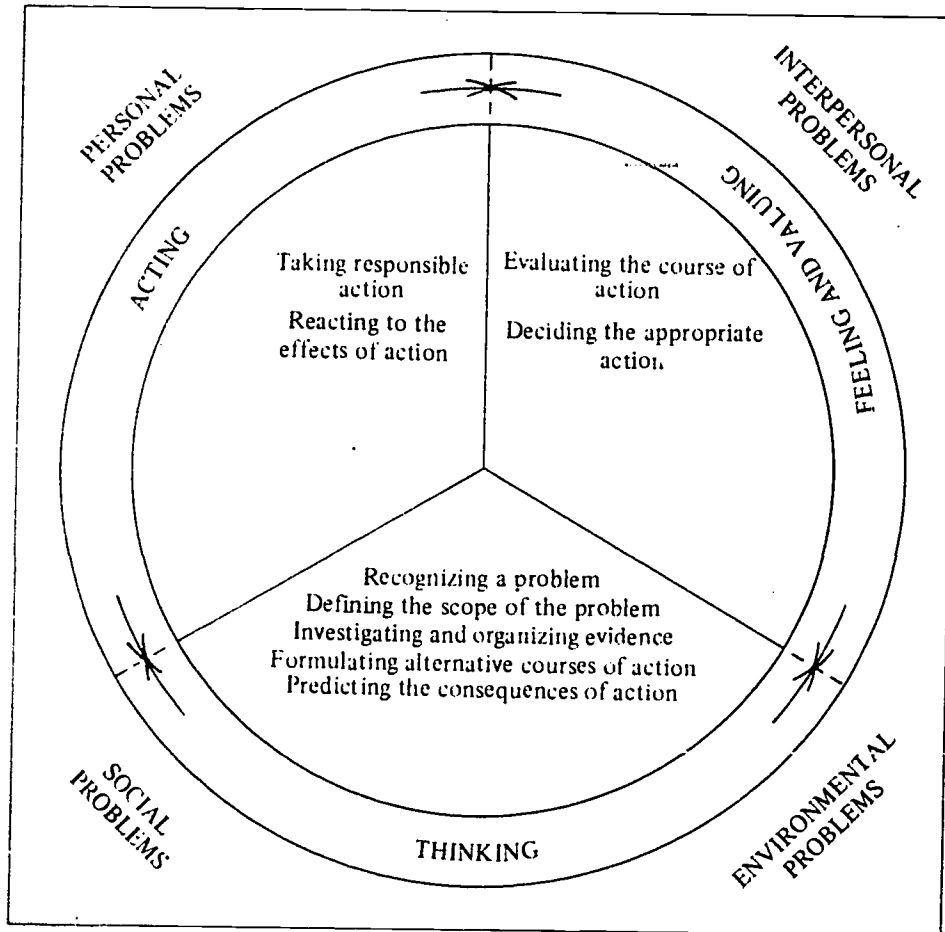 PERSONAL
PROBLEMS
INTERPERSONAL
PROBLEMS
ACTING
FEELING AND VALUING
Taking responsible
action
Reacting to the
effects of action
Evaluating the course of
action
Deciding the appropriate
action
Recognizing a problem
Defining the scope of the problem
Investigating and organizing evidence
Formulating alternative courses of action
Predicting the consequences of action
SOCIAL
PROBLEMS
THINKING
ENVIRONMENTAL
PROBLEMS